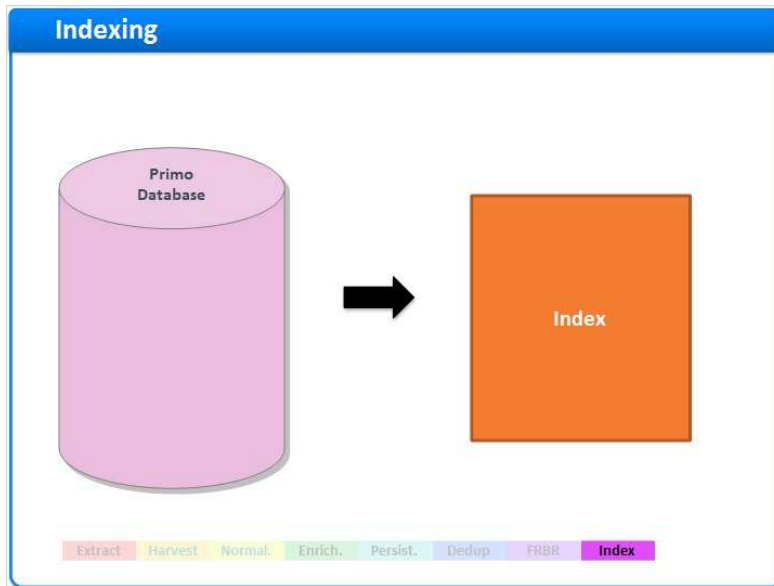 Indexing
Primo
Database
Index
Extract Harvest Normal. Enrich. Persist. Dedup FRBR Index